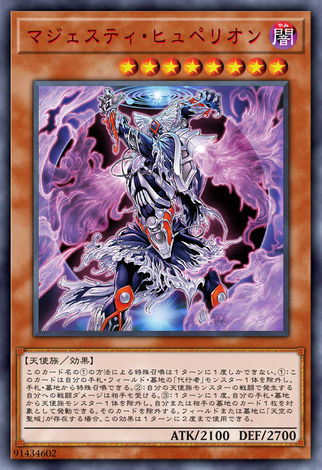 マジェスティ・ヒュペリオン
闇
やみ
【天使族/効果】
このカード名の①の方法による特殊召喚は1ターンに1度しかできない。①:こ
のカードは自分の手札・フィールド・墓地の「代行者」モンスター1体を除外し、
手札・墓地から特殊召喚できる。②:自分の天使族モンスターの戦闘で発生する
自分への戦闘ダメージは相手も受ける。③:1ターンに1度、自分の手札・墓地
から天使族モンスター1体を除外し、自分または相手の墓地のカード1枚を対
象として発動できる。そのカードを除外する。フィールドまたは墓地に「天空の
聖域」が存在する場合、この効果は1ターンに2度まで使用できる。
ATK/2100 DEF/2700
91434602